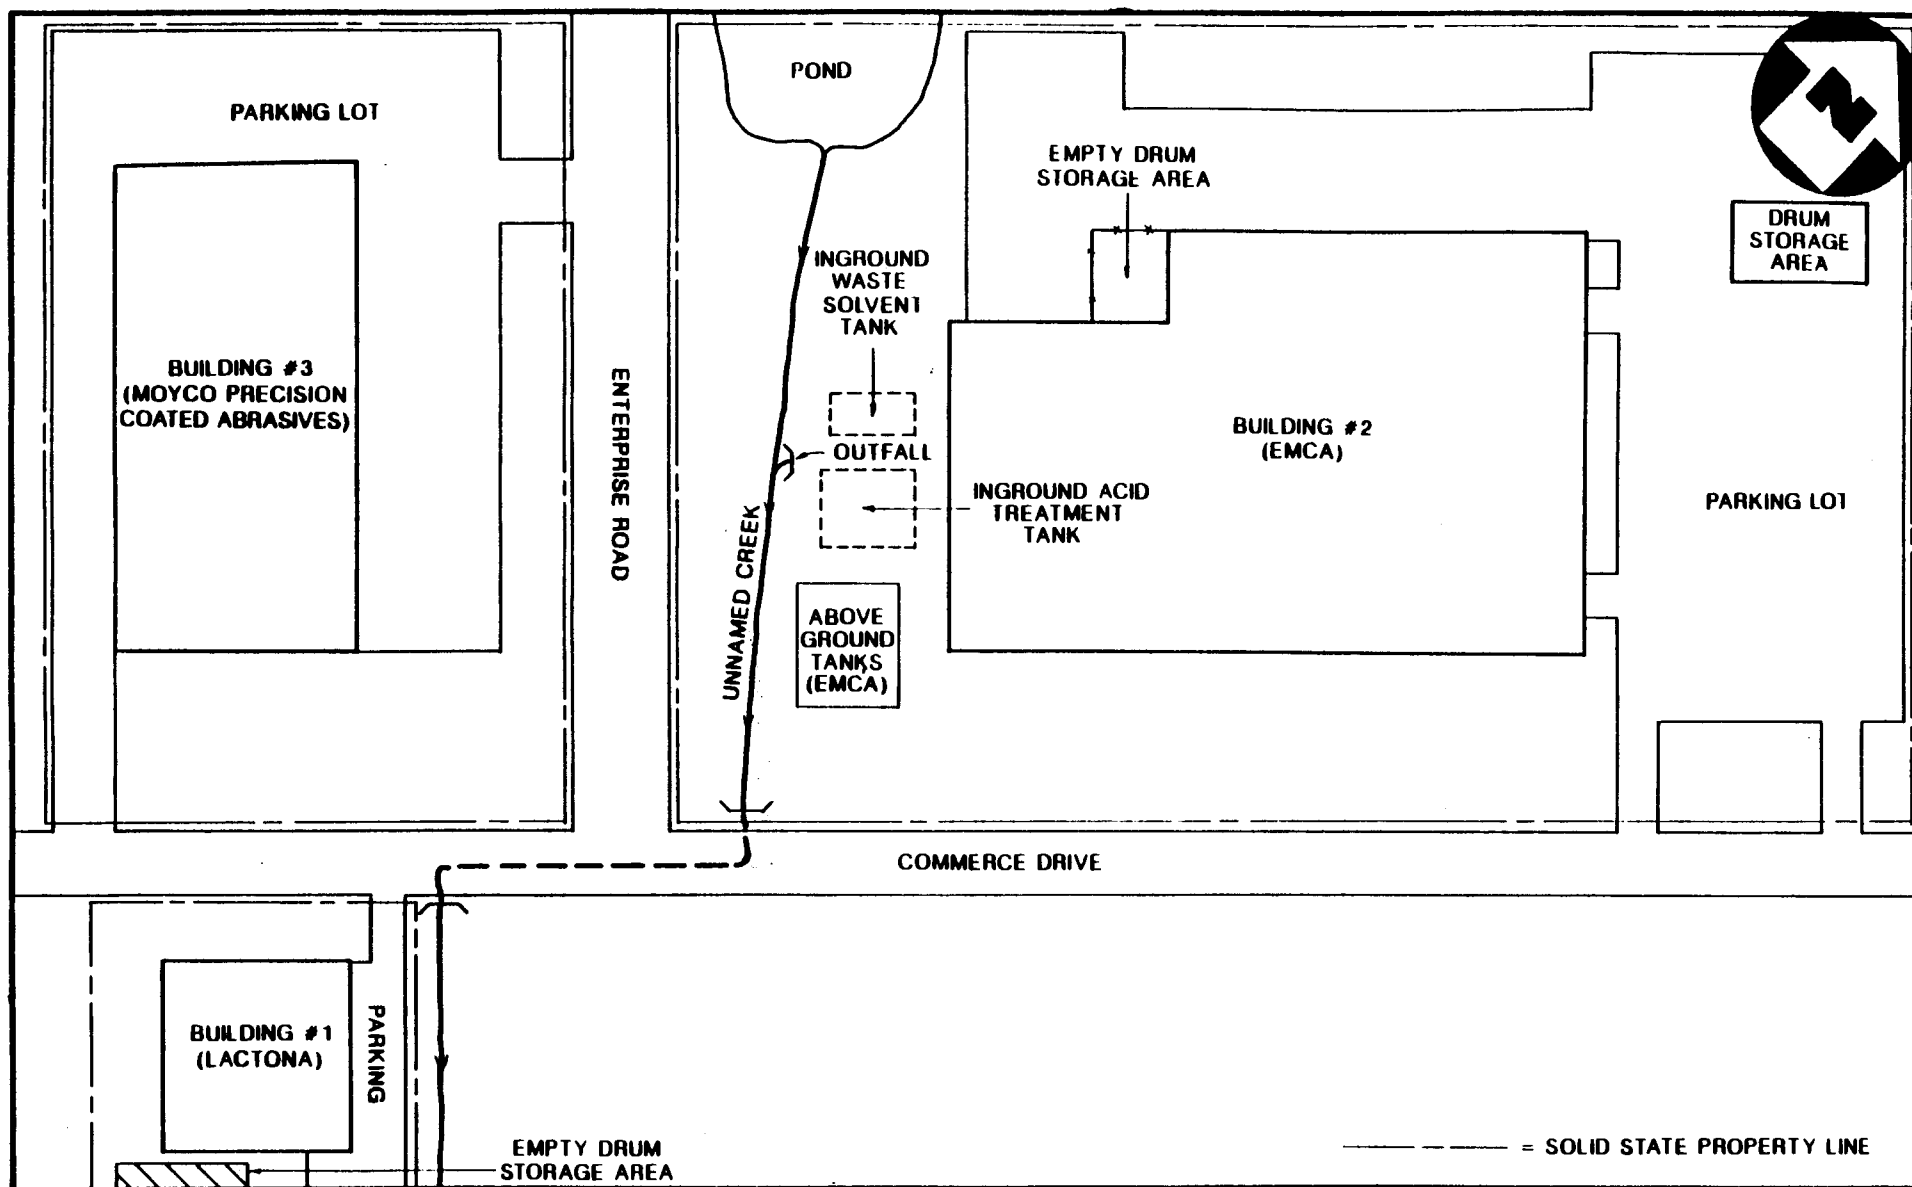 POND
PARKING LOT
N
EMPTY DRUM
STORAGE AREA
DRUM
STORAGE
AREA
INGROUND
WASTE
SOLVENT
TANK
BUILDING #3
(MOYCO PRECISION
COATED ABRASIVES)
ENTERPRISE ROAD
BUILDING #2
(EMCA)
OUTFALL
INGROUND ACID
TREATMENT
TANK
PARKING LOT
UNNAMED CREEK
ABOVE
GROUND
TANKS
(EMCA)
COMMERCE DRIVE
BUILDING #1
(LACTONA)
PARKING
EMPTY DRUM
STORAGE AREA
= SOLID STATE PROPERTY LINE